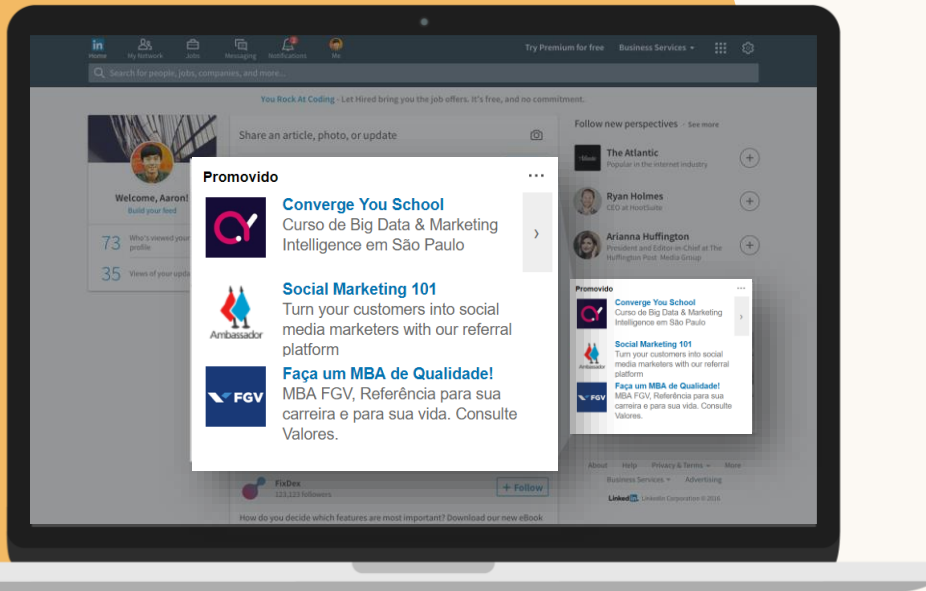 in
Home
My Network
Jobs
Messaging
Notifications
Me
Try Premium for free
Business Services
Search for people, jobs, companies, and more...
You Rock At Coding - Let Hired bring you the job offers. It's free, and no commitment.
Share an article, photo, or update
Follow new perspectives · See more
The Atlantic
Popular in the internet industry
Ryan Holmes
CEO at HootSuite
Arianna Huffington
President and Editor-in-Chief at The
Huffington Post Media Group
Welcome, Aaron!
Build your feed
73 Who's viewed your
profile
35 Views of your upda
Promovido
Converge You School
Curso de Big Data & Marketing
Intelligence em São Paulo
Social Marketing 101
Turn your customers into social
media marketers with our referral
platform
Ambassador
Faça um MBA de Qualidade!
MBA FGV, Referência para sua
carreira e para sua vida. Consulte
Valores.
FGV
Promovido
Converge You School
Curso de Big Data & Marketing
Intelligence em São Paulo
Social Marketing 101
Turn your customers into social
media marketers with our referral
platform
Ambassador
Faça um MBA de Qualidade!
MBA FGV, Referência para sua
carreira e para sua vida. Consulte
Valores.
FGV
FixDex
123,123 followers
+ Follow
How do you decide which features are most important? Download our new eBook
About
Help
Privacy & Terms
More
Business Services
Advertising
Linked in LinkedIn Corporation © 2016